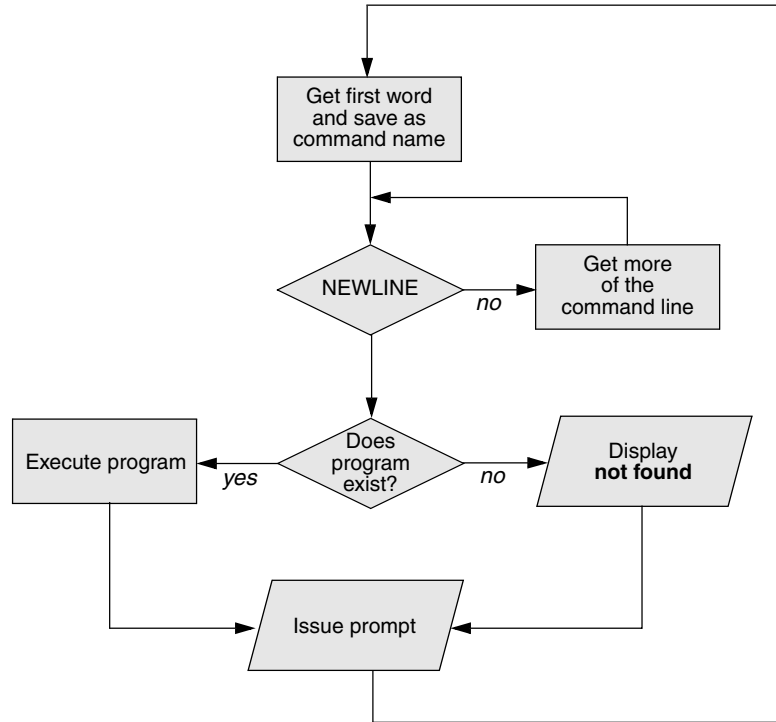 Get first word
and save as
command name
NEWLINE
no
Get more
of the
command line
Does
program
exist?
yes
Execute program
no
Display
not found
Issue prompt